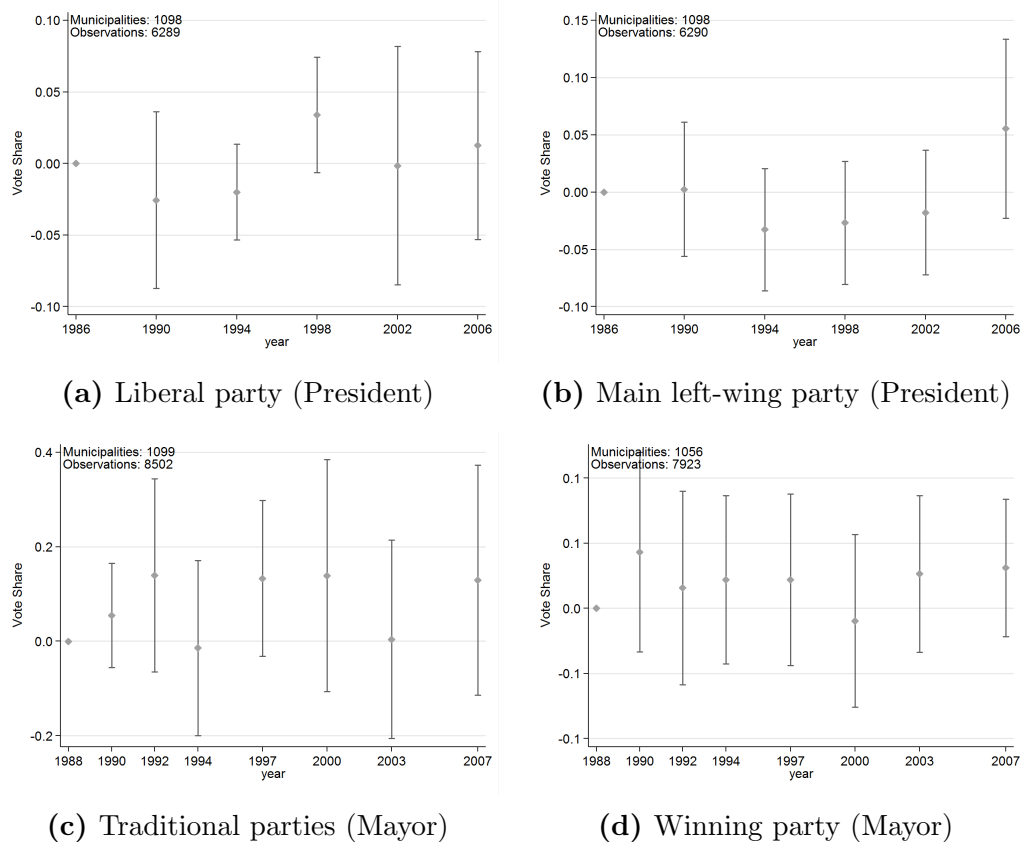 Municipalities: 1098
Observations: 6289
0.10
0.05
0.00
-0.05
-0.10
Vote Share
1986 1990 1994 1998 2002 2006
year
(a) Liberal party (President)
Municipalities: 1098
Observations: 6290
0.15
0.10
0.05
0.00
-0.05
-0.10
Vote Share
1986 1990 1994 1998 2002 2006
year
(b) Main left-wing party (President)
Municipalities: 1099
Observations: 8502
0.4
0.2
0.0
-0.2
Vote Share
1988 1990 1992 1994 1997 2000 2003 2007
year
(c) Traditional parties (Mayor)
Municipalities: 1056
Observations: 7923
0.1
0.1
0.0
-0.1
-0.1
Vote Share
1988 1990 1992 1994 1997 2000 2003 2007
year
(d) Winning party (Mayor)